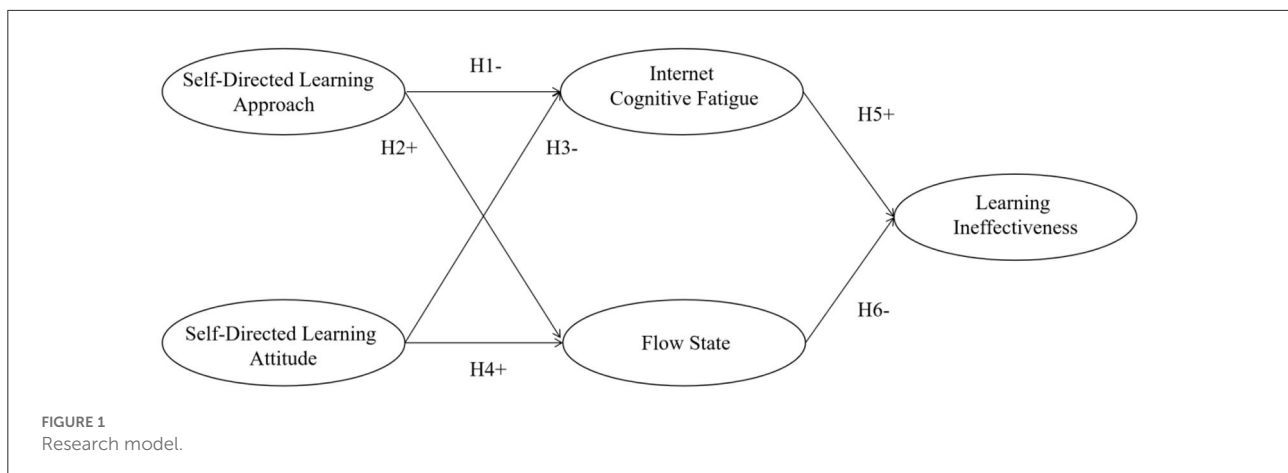 Self-Directed Learning
Approach
H1-
Internet
Cognitive Fatigue
H5+
H2+
H3-
Learning
Ineffectiveness
Self-Directed Learning
Attitude
H4+
Flow State
H6-
FIGURE 1
Research model.